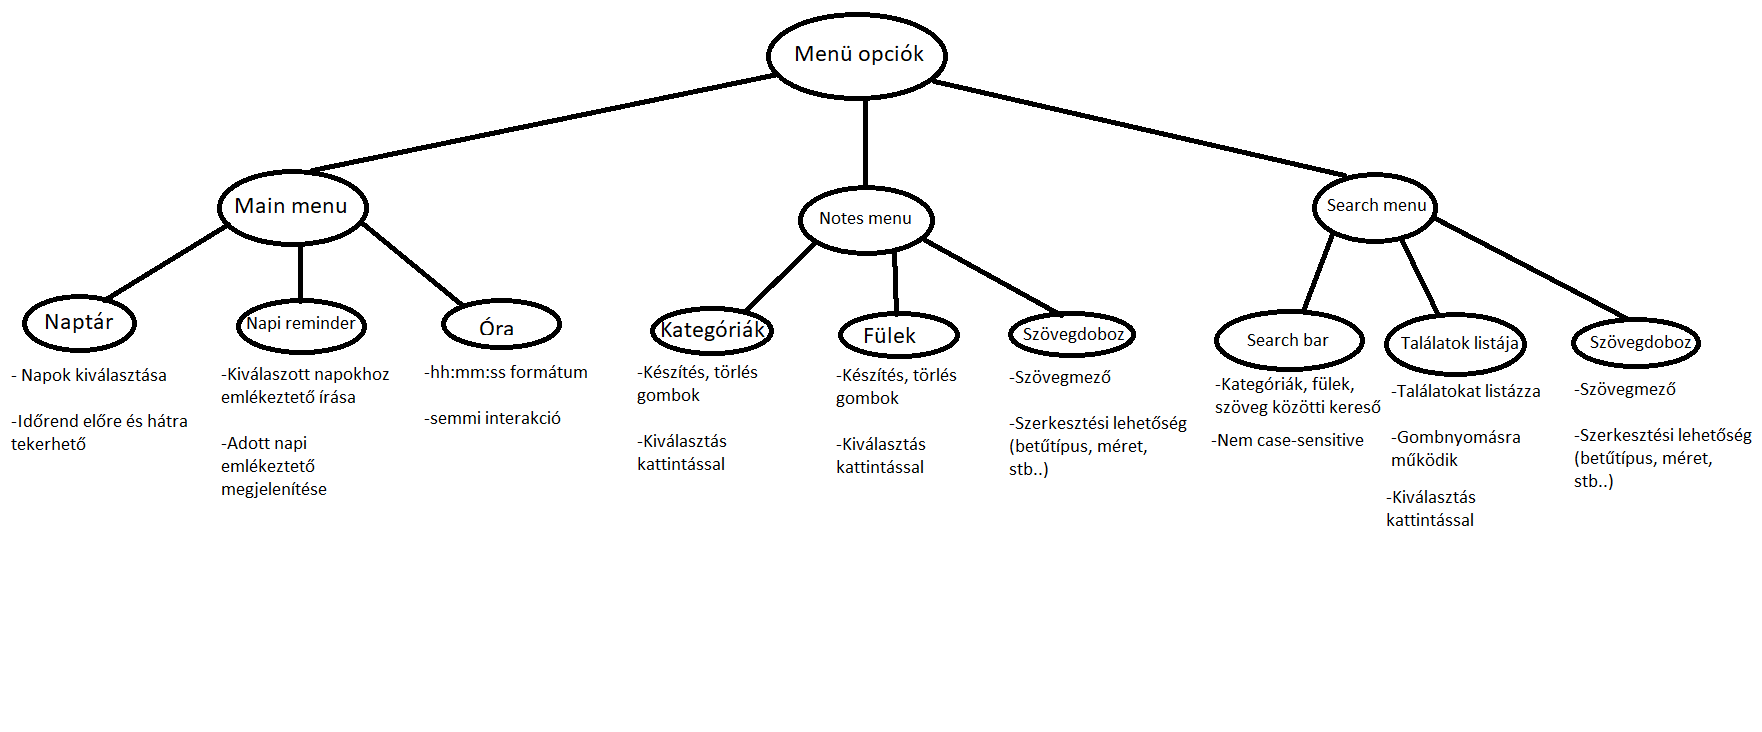 Menü opciók
Main menu
Notes menu
Search menu
Naptár
- Napok kiválasztása
-Időrend előre és hátra
tekerhető
Napi reminder
-Kiválaszott napokhoz
emlékeztető írása
-Adott napi
emlékeztető
megjelenítése
Óra
-hh:mm:ss formátum
-semmi interakció
Kategóriák
-Készítés, törlés
gombok
-Kiválasztás
kattintással
Fülek
-Készítés, törlés
gombok
-Kiválasztás
kattintással
Szövegdoboz
-Szövegmező
-Szerkesztési lehetőség
(betűtípus, méret,
stb..)
Search bar
-Kategóriák, fülek,
szöveg közötti kereső
-Nem case-sensitive
Találatok listája
-Találatokat listázza
-Gombnyomásra
működik
-Kiválasztás
kattintással
Szövegdoboz
-Szövegmező
-Szerkesztési lehetőség
(betűtípus, méret,
stb..)